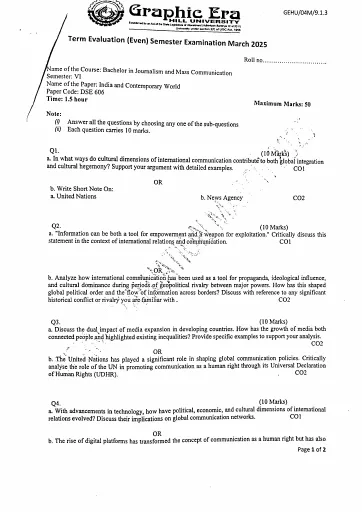 GEHU/04M/9.1.3
Graphic Era
HILL UNIVERSITY
Term Evaluation (Even) Semester Examination March 2025
Roll no
Name of the Course: Bachelor in Journalism and Mass Communication
Semester: VI
Name of the Paper: India and Contemporary World
Paper Code: DSE 606
Time: 1.5 hour
Maximum Marks: 50
Note:
(i) Answer all the questions by choosing any one of the sub-questions
(ii) Each question carries 10 marks.
Q1. (10 Marks)
a. In what ways do cultural dimensions of international communication contribute to both global integration
and cultural hegemony? Support your argument with detailed examples. CO1
OR
b. Write Short Note On:
a. United Nations b. News Agency CO2
Q2. (10 Marks)
a. "Information can be both a tool for empowerment and a weapon for exploitation." Critically discuss this
statement in the context of international relations and communication. CO1
OR
b. Analyze how international communication has been used as a tool for propaganda, ideological influence,
and cultural dominance during periods of geopolitical rivalry between major powers. How has this shaped
global political order and the flow of information across borders? Discuss with reference to any significant
historical conflict or rivalry you are familiar with . CO2
Q3. (10 Marks)
a. Discuss the dual impact of media expansion in developing countries. How has the growth of media both
connected people and highlighted existing inequalities? Provide specific examples to support your analysis.
CO2
OR
b. The United Nations has played a significant role in shaping global communication policies. Critically
analyse the role of the UN in promoting communication as a human right through its Universal Declaration
of Human Rights (UDHR). CO2
Q4. (10 Marks)
a. With advancements in technology, how have political, economic, and cultural dimensions of international
relations evolved? Discuss their implications on global communication networks. CO1
OR
b. The rise of digital platforms has transformed the concept of communication as a human right but has also
Page 1 of 2